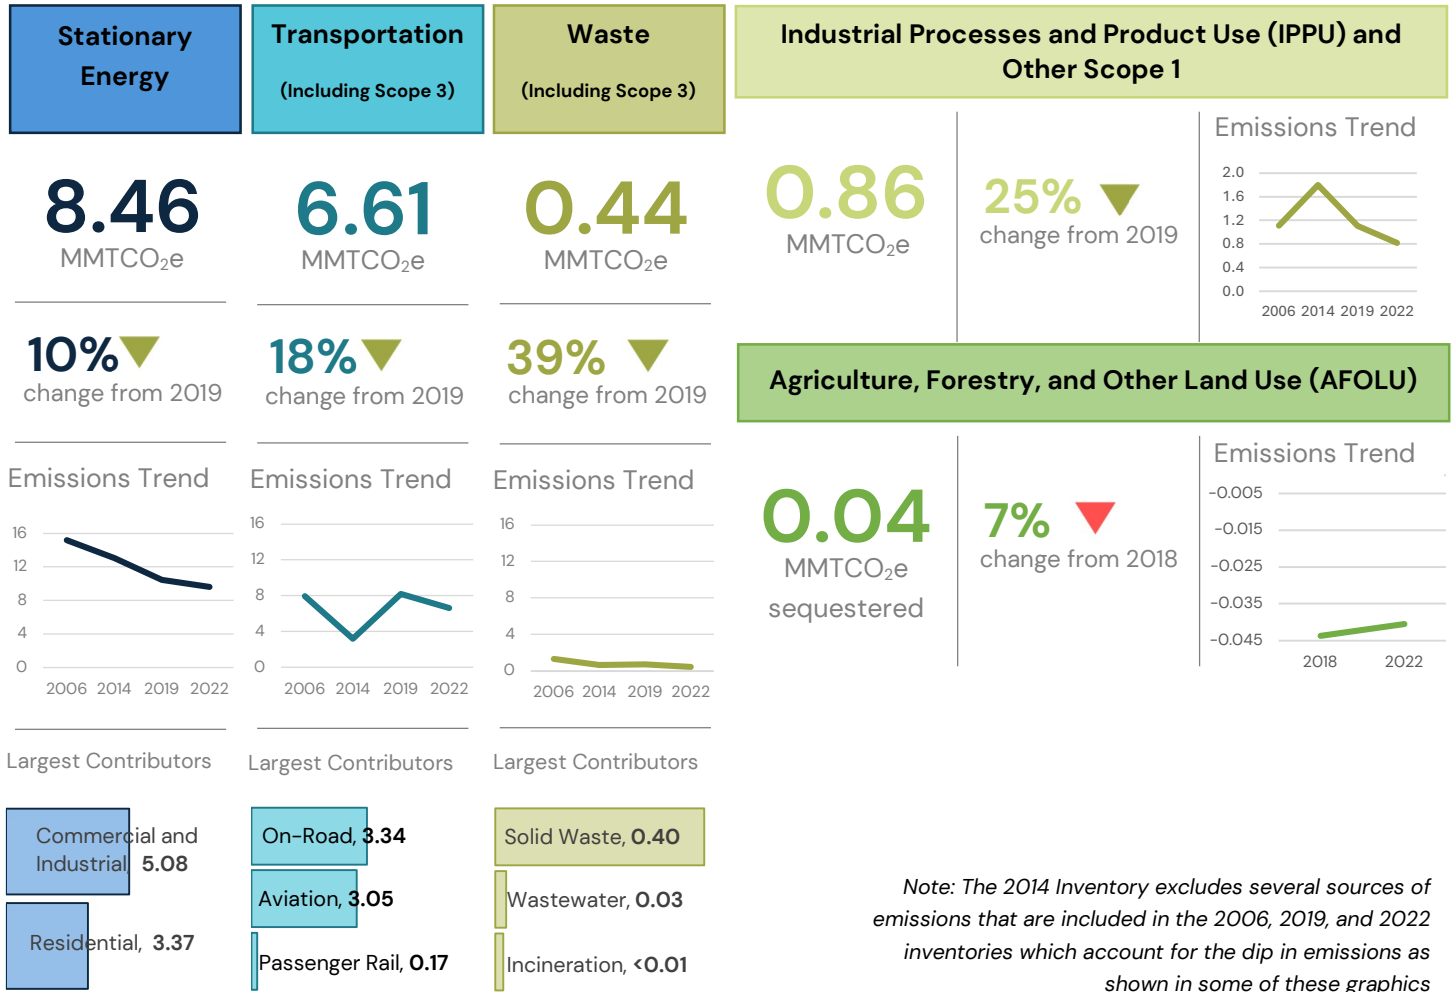 Stationary
Energy
8.46
MMTCO₂e
10%
change from 2019
Emissions Trend
16
12
8
4
0
2006 2014 2019 2022
Largest Contributors
Commercial and
Industrial, 5.08
Residential, 3.37
Transportation
(Including Scope 3)
6.61
MMTCO₂e
18%
change from 2019
Emissions Trend
16
12
8
4
0
2006 2014 2019 2022
Largest Contributors
On-Road, 3.34
Aviation, 3.05
Passenger Rail, 0.17
Waste
(Including Scope 3)
0.44
MMTCO₂e
39%
change from 2019
Emissions Trend
16
12
8
4
0
2006 2014 2019 2022
Largest Contributors
Solid Waste, 0.40
Wastewater, 0.03
Incineration, <0.01
Industrial Processes and Product Use (IPPU) and
Other Scope 1
0.86
MMTCO₂e
25%
change from 2019
Emissions Trend
2.0
1.6
1.2
0.8
0.4
0.0
2006 2014 2019 2022
Agriculture, Forestry, and Other Land Use (AFOLU)
0.04
MMTCO₂e
sequestered
7%
change from 2018
Emissions Trend
-0.005
-0.015
-0.025
-0.035
-0.045
2018 2022
Note: The 2014 Inventory excludes several sources of
emissions that are included in the 2006, 2019, and 2022
inventories which account for the dip in emissions as
shown in some of these graphics